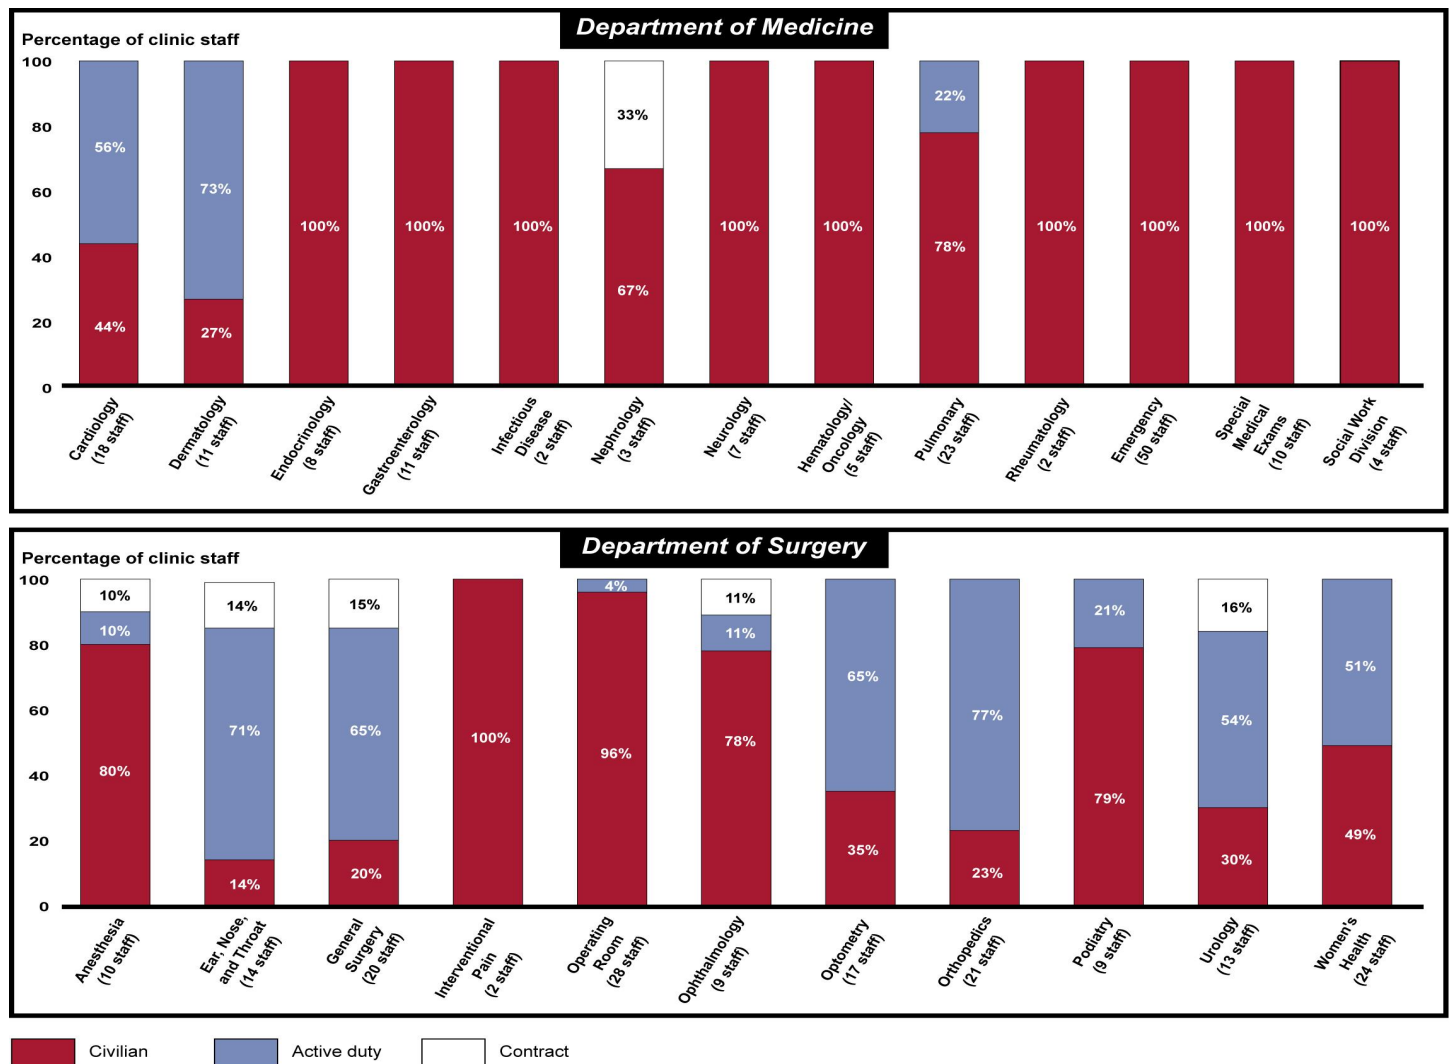 Department of Medicine
Percentage of clinic staff
100
80
60
40
20
0
56%
44%
73%
27%
100%
100%
100%
33%
67%
100%
100%
22%
78%
100%
100%
100%
100%
Cardiology
(18 staff)
Dermatology
(11 staff)
Endocrinology
(8 staff)
Gastroenterology
(11 staff)
Infectious
Disease
(2 staff)
Nephrology
(3 staff)
Neurology
(7 staff)
Hematology/
Oncology
(5 staff)
Pulmonary
(23 staff)
Rheumatology
(2 staff)
Emergency
(50 staff)
Special
Medical
Exams
(10 staff)
Social Work
Division
(4 staff)
Department of Surgery
Percentage of clinic staff
100
80
60
40
20
0
10%
10%
80%
14%
71%
14%
15%
65%
20%
100%
4%
96%
11%
11%
78%
65%
35%
77%
23%
21%
79%
16%
54%
30%
51%
49%
Anesthesia
(10 staff)
Ear, Nose,
and Throat
(14 staff)
General
Surgery
(20 staff)
Interventional
Pain
(2 staff)
Operating
Room
(28 staff)
Ophthalmology
(9 staff)
Optometry
(17 staff)
Orthopedics
(21 staff)
Podiatry
(9 staff)
Urology
(13 staff)
Women's
Health
(24 staff)
Civilian
Active duty
Contract